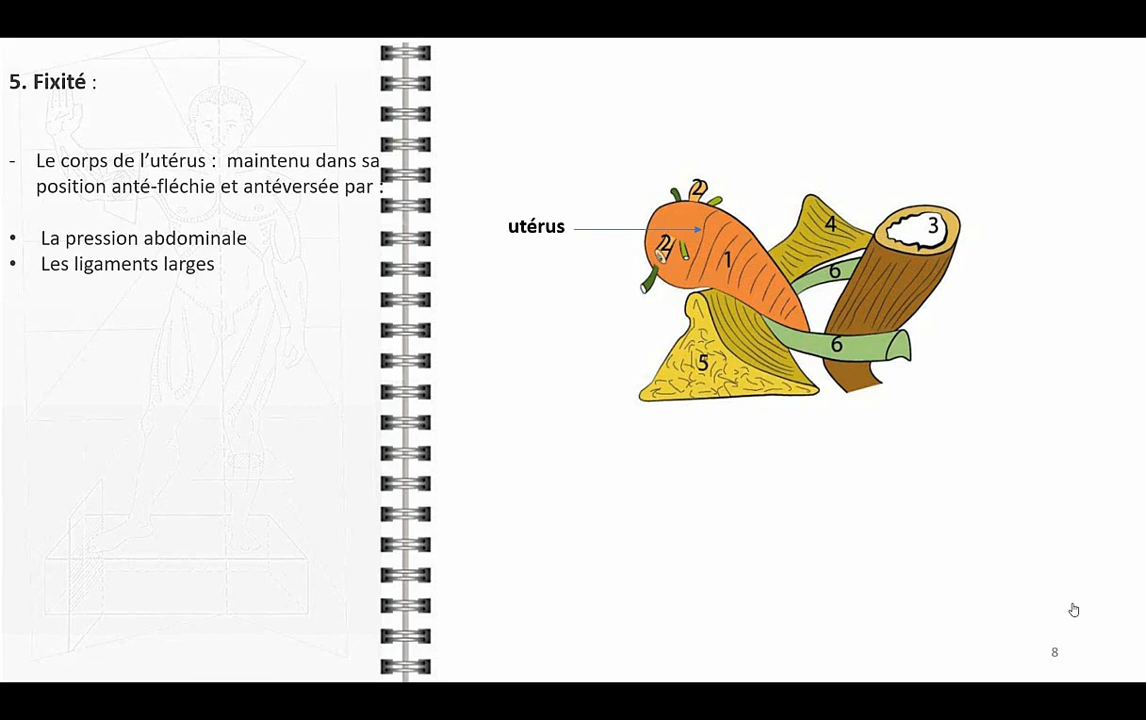 5. Fixité :
- Le corps de l’utérus : maintenu dans sa
position anté-fléchie et antéversée par :
• La pression abdominale
• Les ligaments larges
utérus
2
2
1
4
3
6
6
5
8